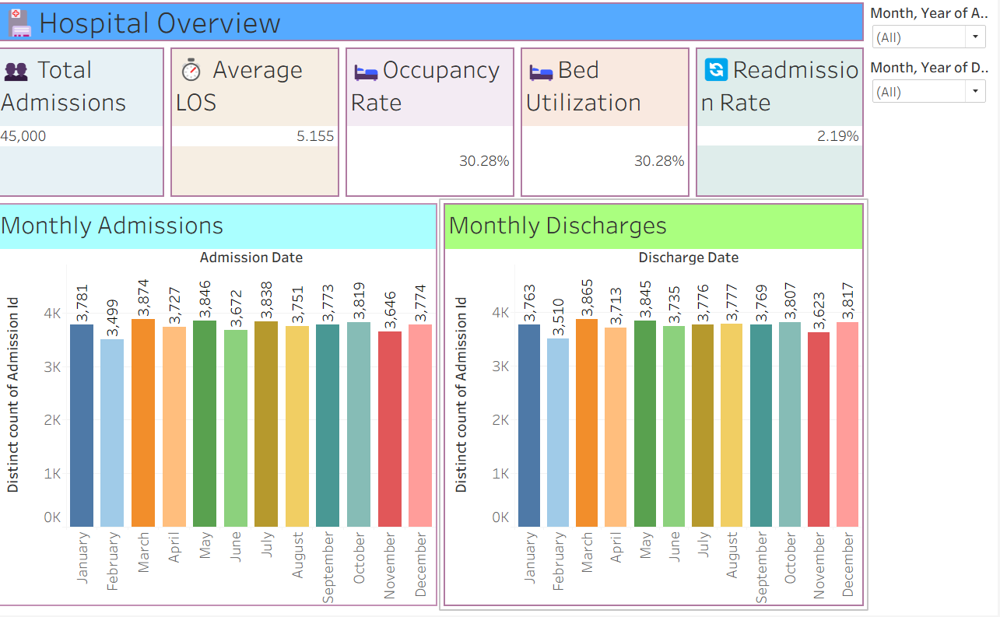 Hospital Overview
Month, Year of A..
(All)
Month, Year of D..
(All)
Total
Admissions
45,000
Average
LOS
5.155
Occupancy
Rate
30.28%
Bed
Utilization
30.28%
Readmissio
n Rate
2.19%
Monthly Admissions
Admission Date
Distinct count of Admission Id
4K
3K
2K
1K
0K
3,781
3,499
3,874
3,727
3,846
3,672
3,838
3,751
3,773
3,819
3,646
3,774
January
February
March
April
May
June
July
August
September
October
November
December
Monthly Discharges
Discharge Date
Distinct count of Admission Id
4K
3K
2K
1K
0K
3,763
3,510
3,865
3,713
3,845
3,735
3,776
3,777
3,769
3,807
3,623
3,817
January
February
March
April
May
June
July
August
September
October
November
December